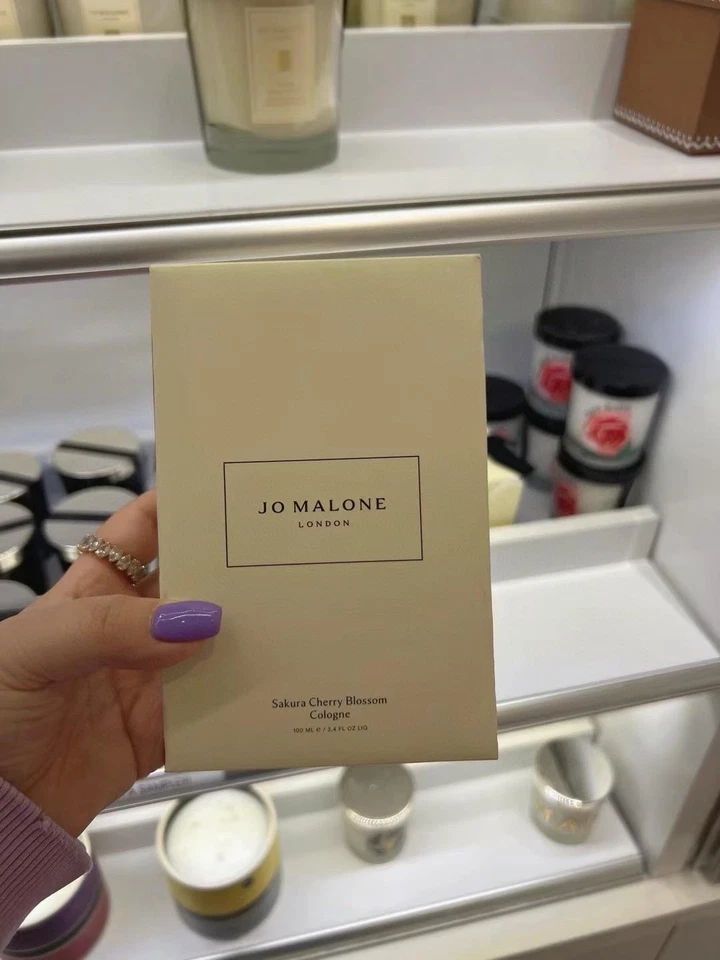 JO MALONE
LONDON
Sakura Cherry Blossom
Cologne
100 ML ℮ / 3.4 FL OZ LIQ